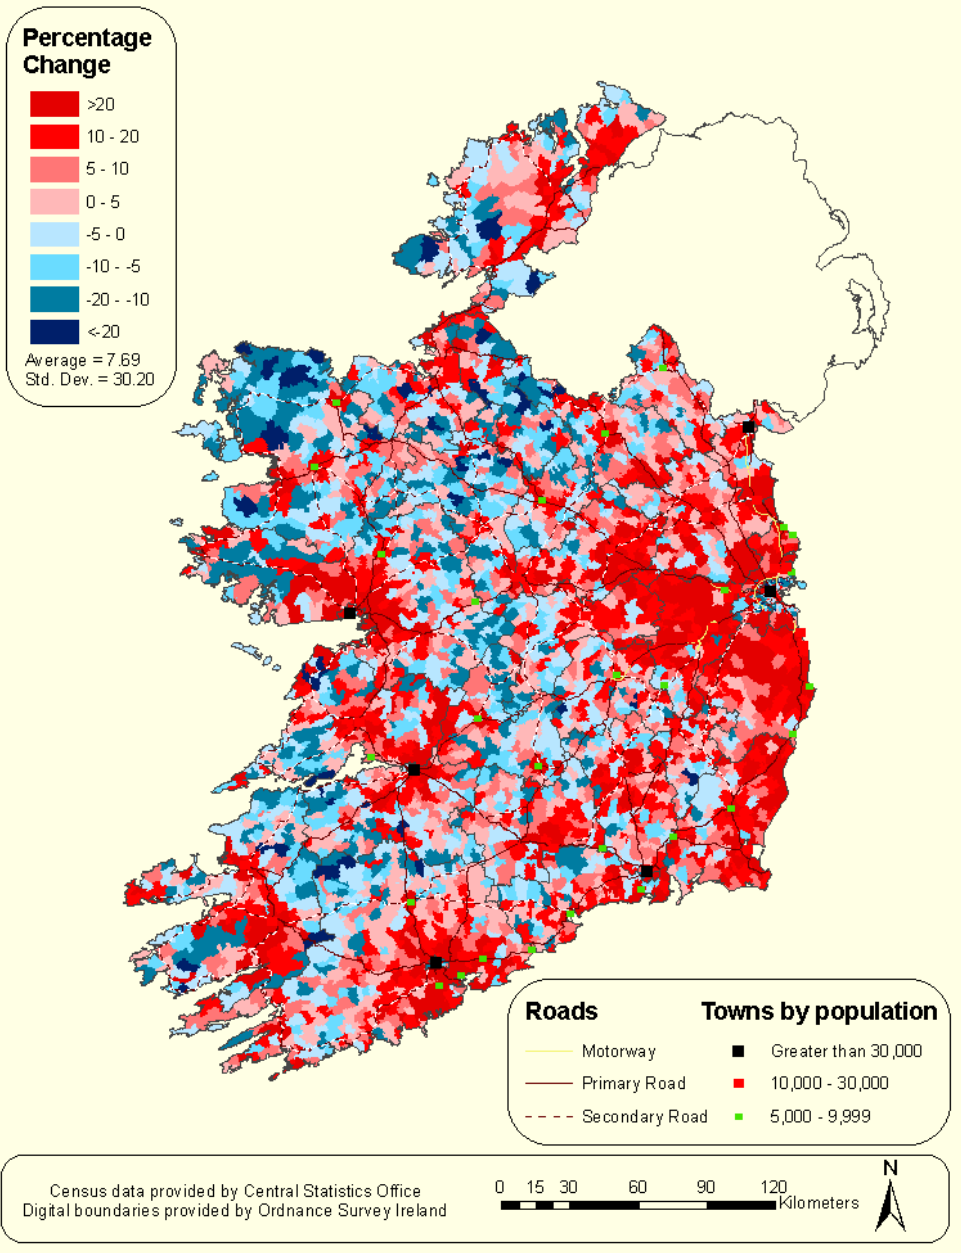 Percentage
Change
>20
10 - 20
5 - 10
0 - 5
-5 - 0
-10 - -5
-20 - -10
<-20
Average = 7.69
Std. Dev. = 30.20
Roads
Motorway
Primary Road
Secondary Road
Towns by population
Greater than 30,000
10,000 - 30,000
5,000 - 9,999
Census data provided by Central Statistics Office
Digital boundaries provided by Ordnance Survey Ireland
0 15 30 60 90 120
Kilometers
N